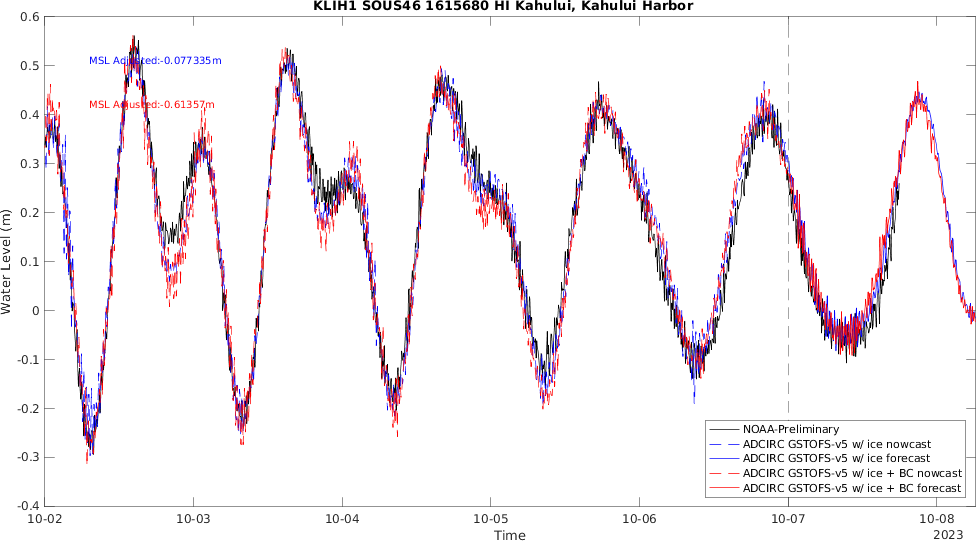 KLIH1 SOUS46 1615680 HI Kahului, Kahului Harbor
0.6
0.5
0.4
0.3
0.2
0.1
0
-0.1
-0.2
-0.3
-0.4
Water Level (m)
MSL Adjusted:-0.077335m
MSL Adjusted:-0.61357m
NOAA-Preliminary
ADCIRC GSTOFS-v5 w/ ice nowcast
ADCIRC GSTOFS-v5 w/ ice forecast
ADCIRC GSTOFS-v5 w/ ice + BC nowcast
ADCIRC GSTOFS-v5 w/ ice + BC forecast
10-02 10-03 10-04 10-05 10-06 10-07 10-08
Time
2023